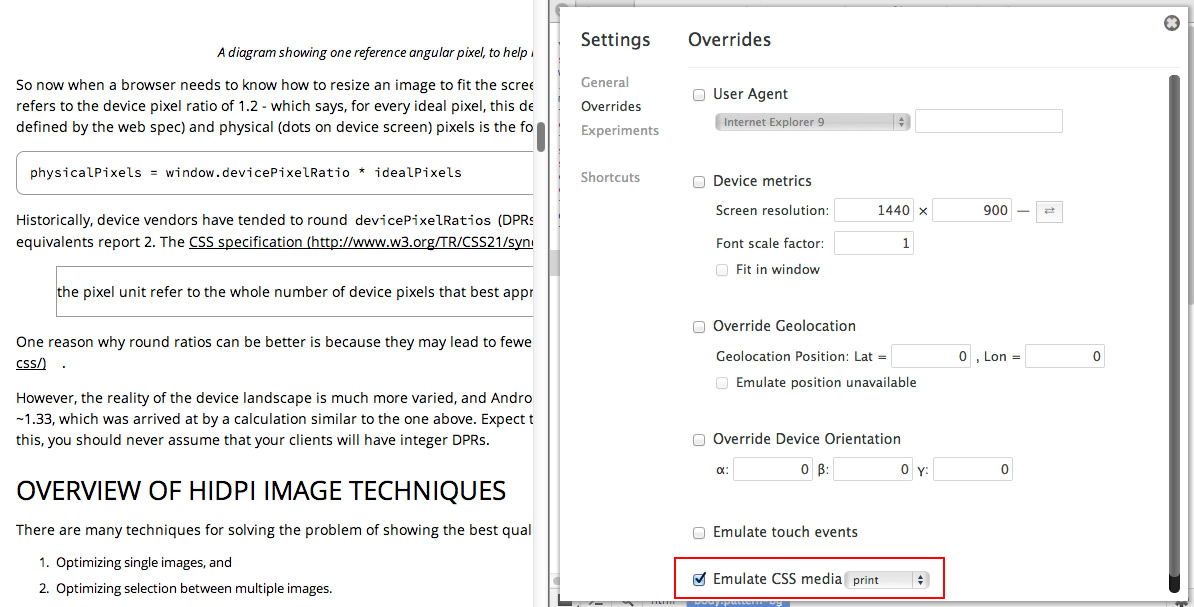 A diagram showing one reference angular pixel, to help
So now when a browser needs to know how to resize an image to fit the scree
refers to the device pixel ratio of 1.2 - which says, for every ideal pixel, this de
defined by the web spec) and physical (dots on device screen) pixels is the fo
physicalPixels = window.devicePixelRatio * idealPixels
Historically, device vendors have tended to round devicePixelRatios (DPRs
equivalents report 2. The CSS specification (http://www.w3.org/TR/CSS21/syn
the pixel unit refer to the whole number of device pixels that best appr
One reason why round ratios can be better is because they may lead to fewe
css/) .
However, the reality of the device landscape is much more varied, and Andro
~1.33, which was arrived at by a calculation similar to the one above. Expect t
this, you should never assume that your clients will have integer DPRs.
OVERVIEW OF HIDPI IMAGE TECHNIQUES
There are many techniques for solving the problem of showing the best qual
1. Optimizing single images, and
2. Optimizing selection between multiple images.
Settings
General
Overrides
Experiments
Shortcuts
Overrides
User Agent
Internet Explorer 9
Device metrics
Screen resolution: 1440 × 900 —
Font scale factor: 1
Fit in window
Override Geolocation
Geolocation Position: Lat = 0 , Lon = 0
Emulate position unavailable
Override Device Orientation
α: 0 β: 0 γ: 0
Emulate touch events
Emulate CSS media print
html body.pattern-bg